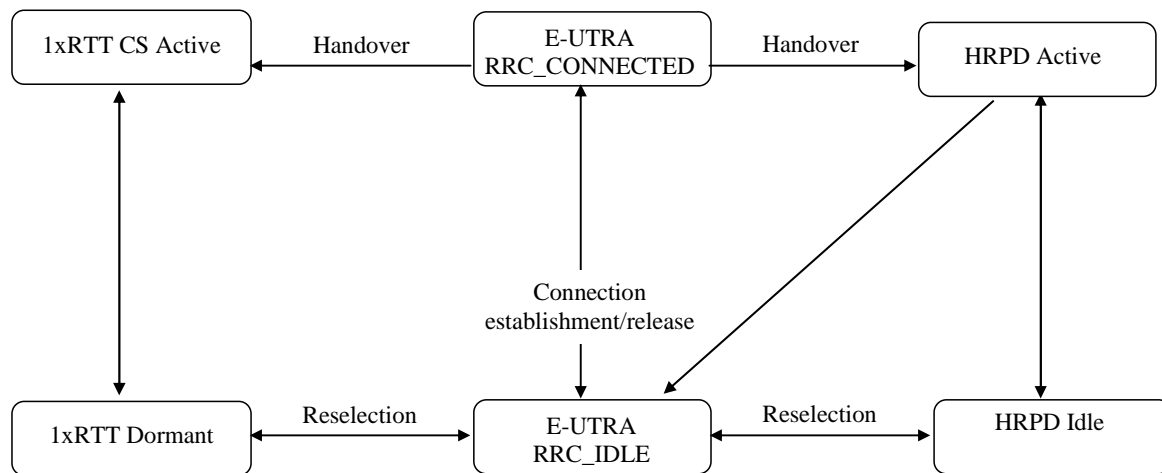 1xRTT CS Active
Handover
E-UTRA
RRC_CONNECTED
Handover
HRPD Active
Connection
establishment/release
1xRTT Dormant
Reselection
E-UTRA
RRC_IDLE
Reselection
HRPD Idle